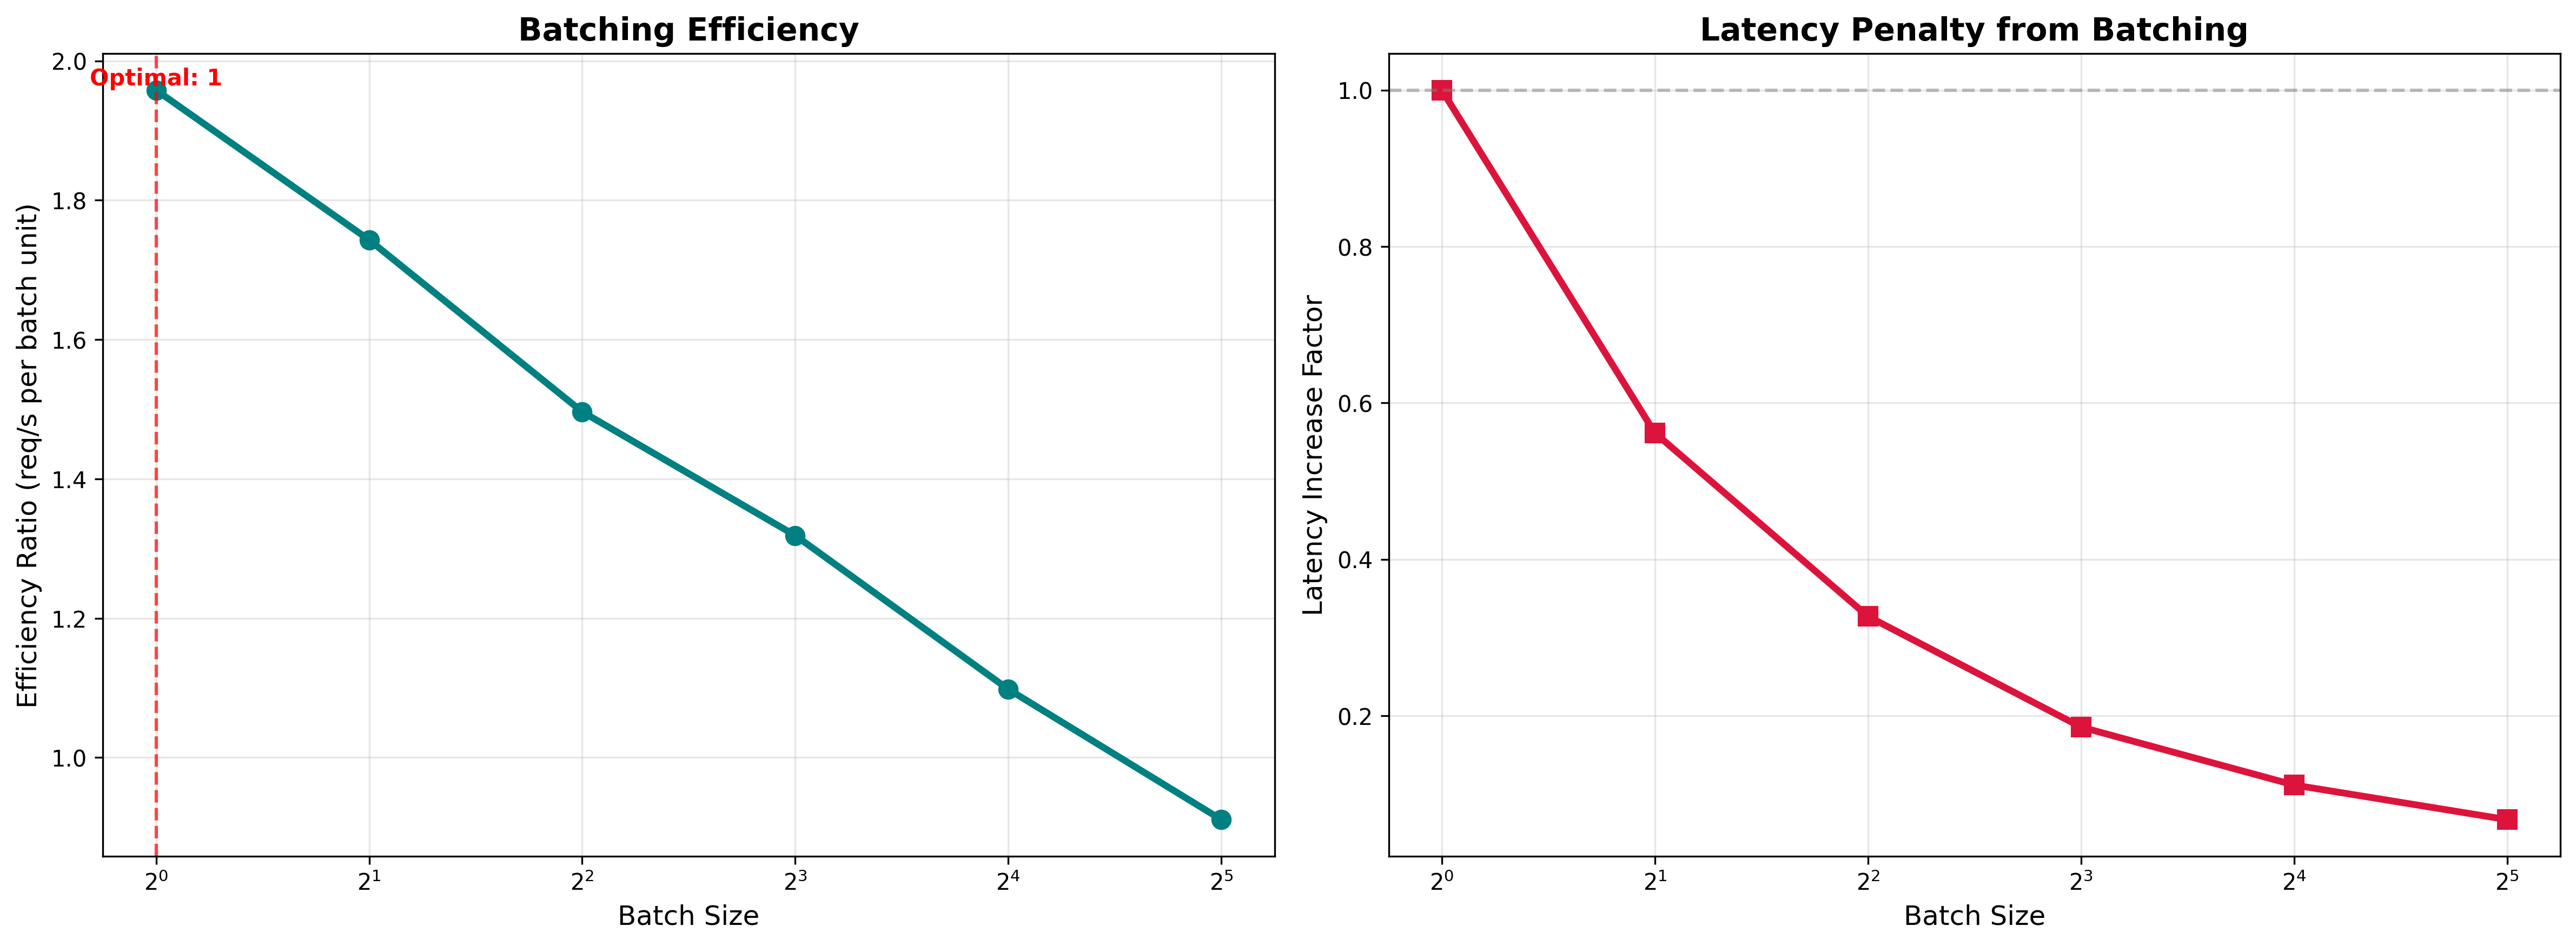 Batching Efficiency
Efficiency Ratio (req/s per batch unit)
2.0
1.8
1.6
1.4
1.2
1.0
Optimal: 1
2⁰ 2¹ 2² 2³ 2⁴ 2⁵
Batch Size
Latency Penalty from Batching
Latency Increase Factor
1.0
0.8
0.6
0.4
0.2
2⁰ 2¹ 2² 2³ 2⁴ 2⁵
Batch Size